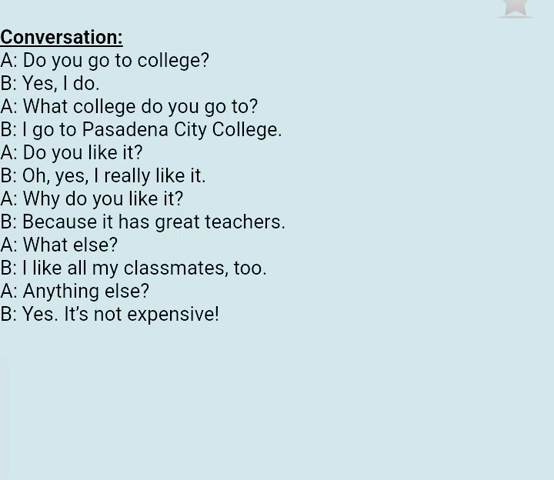 Conversation:
A: Do you go to college?
B: Yes, I do.
A: What college do you go to?
B: I go to Pasadena City College.
A: Do you like it?
B: Oh, yes, I really like it.
A: Why do you like it?
B: Because it has great teachers.
A: What else?
B: I like all my classmates, too.
A: Anything else?
B: Yes. It’s not expensive!